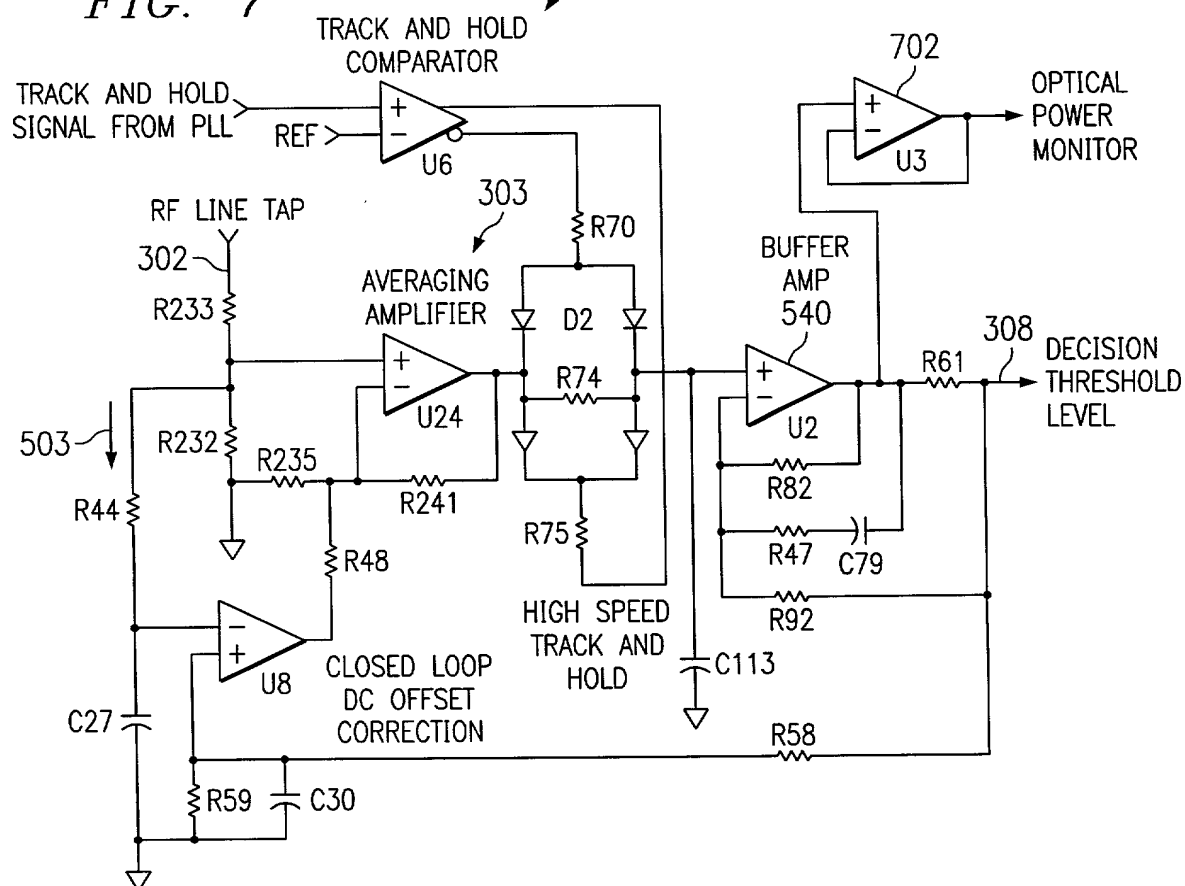 FIG. 7
TRACK AND HOLD
COMPARATOR
TRACK AND HOLD
SIGNAL FROM PLL
REF
+
−
U6
702
+
−
U3
OPTICAL
POWER
MONITOR
RF LINE TAP
302
R233
303
R70
AVERAGING
AMPLIFIER
D2
BUFFER
AMP
540
+
−
U24
R74
+
−
U2
R61
308
DECISION
THRESHOLD
LEVEL
503
R232
R235
R241
R44
R48
R75
R82
R47
C79
R92
−
+
U8
HIGH SPEED
TRACK AND
HOLD
C113
CLOSED LOOP
DC OFFSET
CORRECTION
C27
R58
R59
C30